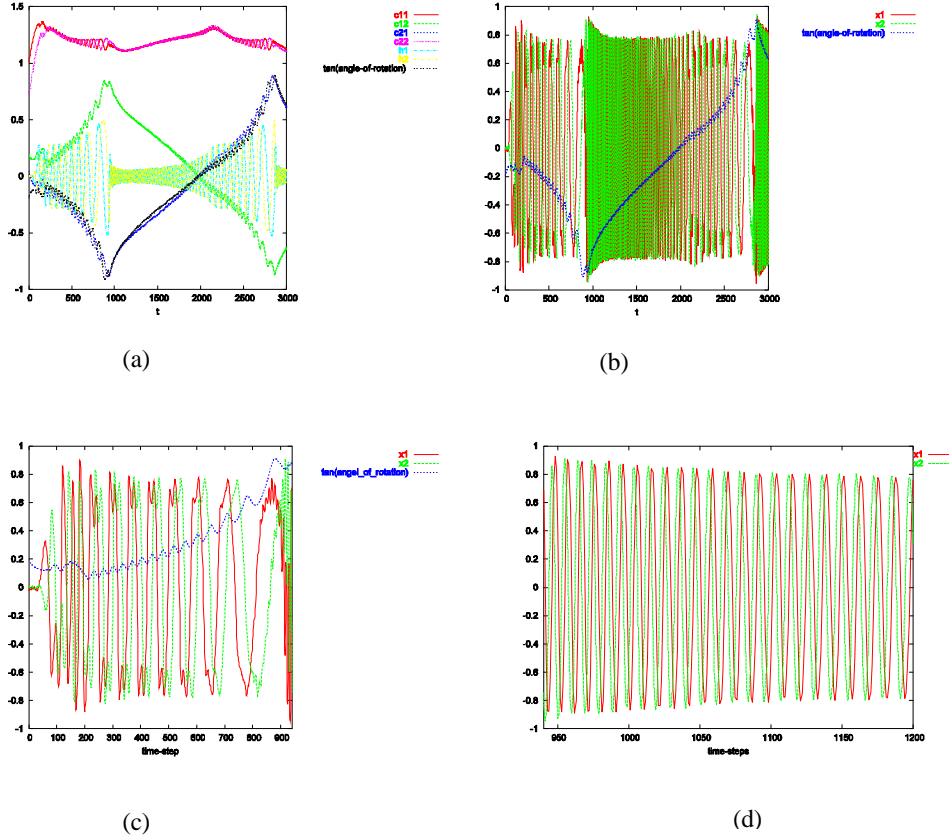 1.5
1
0.5
0
-0.5
-1
0 500 1000 1500 2000 2500 3000
t
c11
c12
c21
c22
tan(angle-of-rotation)
(a)
1
0.8
0.6
0.4
0.2
0
-0.2
-0.4
-0.6
-0.8
-1
0 500 1000 1500 2000 2500 3000
t
x1
x2
tan(angle-of-rotation)
(b)
1
0.8
0.6
0.4
0.2
0
-0.2
-0.4
-0.6
-0.8
-1
0 100 200 300 400 500 600 700 800 900
time-step
x1
x2
tan(angel_of_rotation)
(c)
1
0.8
0.6
0.4
0.2
0
-0.2
-0.4
-0.6
-0.8
-1
950 1000 1050 1100 1150 1200
time-steps
x1
x2
(d)